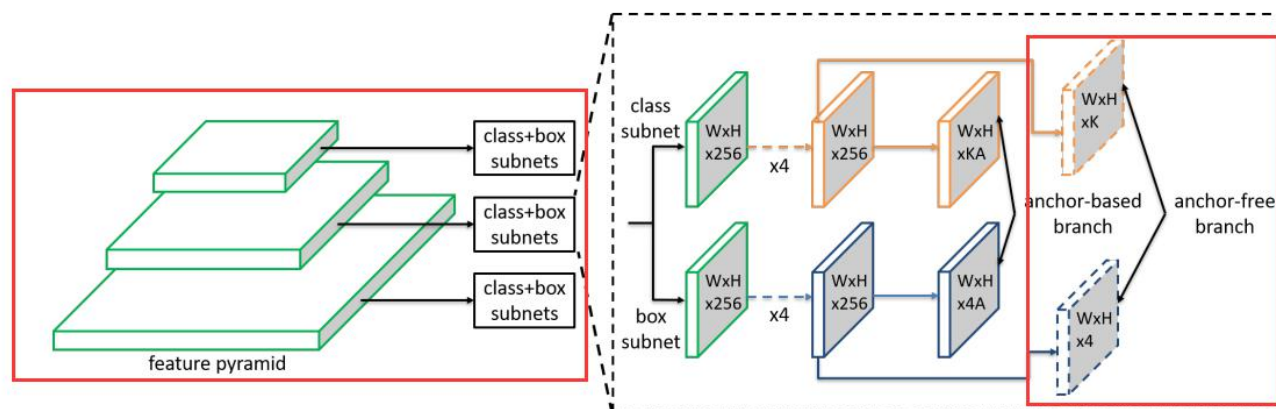 class+box
subnets
class+box
subnets
class+box
subnets
feature pyramid
class
subnet
WxH
x256
x4
WxH
x256
WxH
xKA
WxH
xK
anchor-based
branch
anchor-free
branch
box
subnet
WxH
x256
x4
WxH
x256
WxH
x4A
WxH
x4